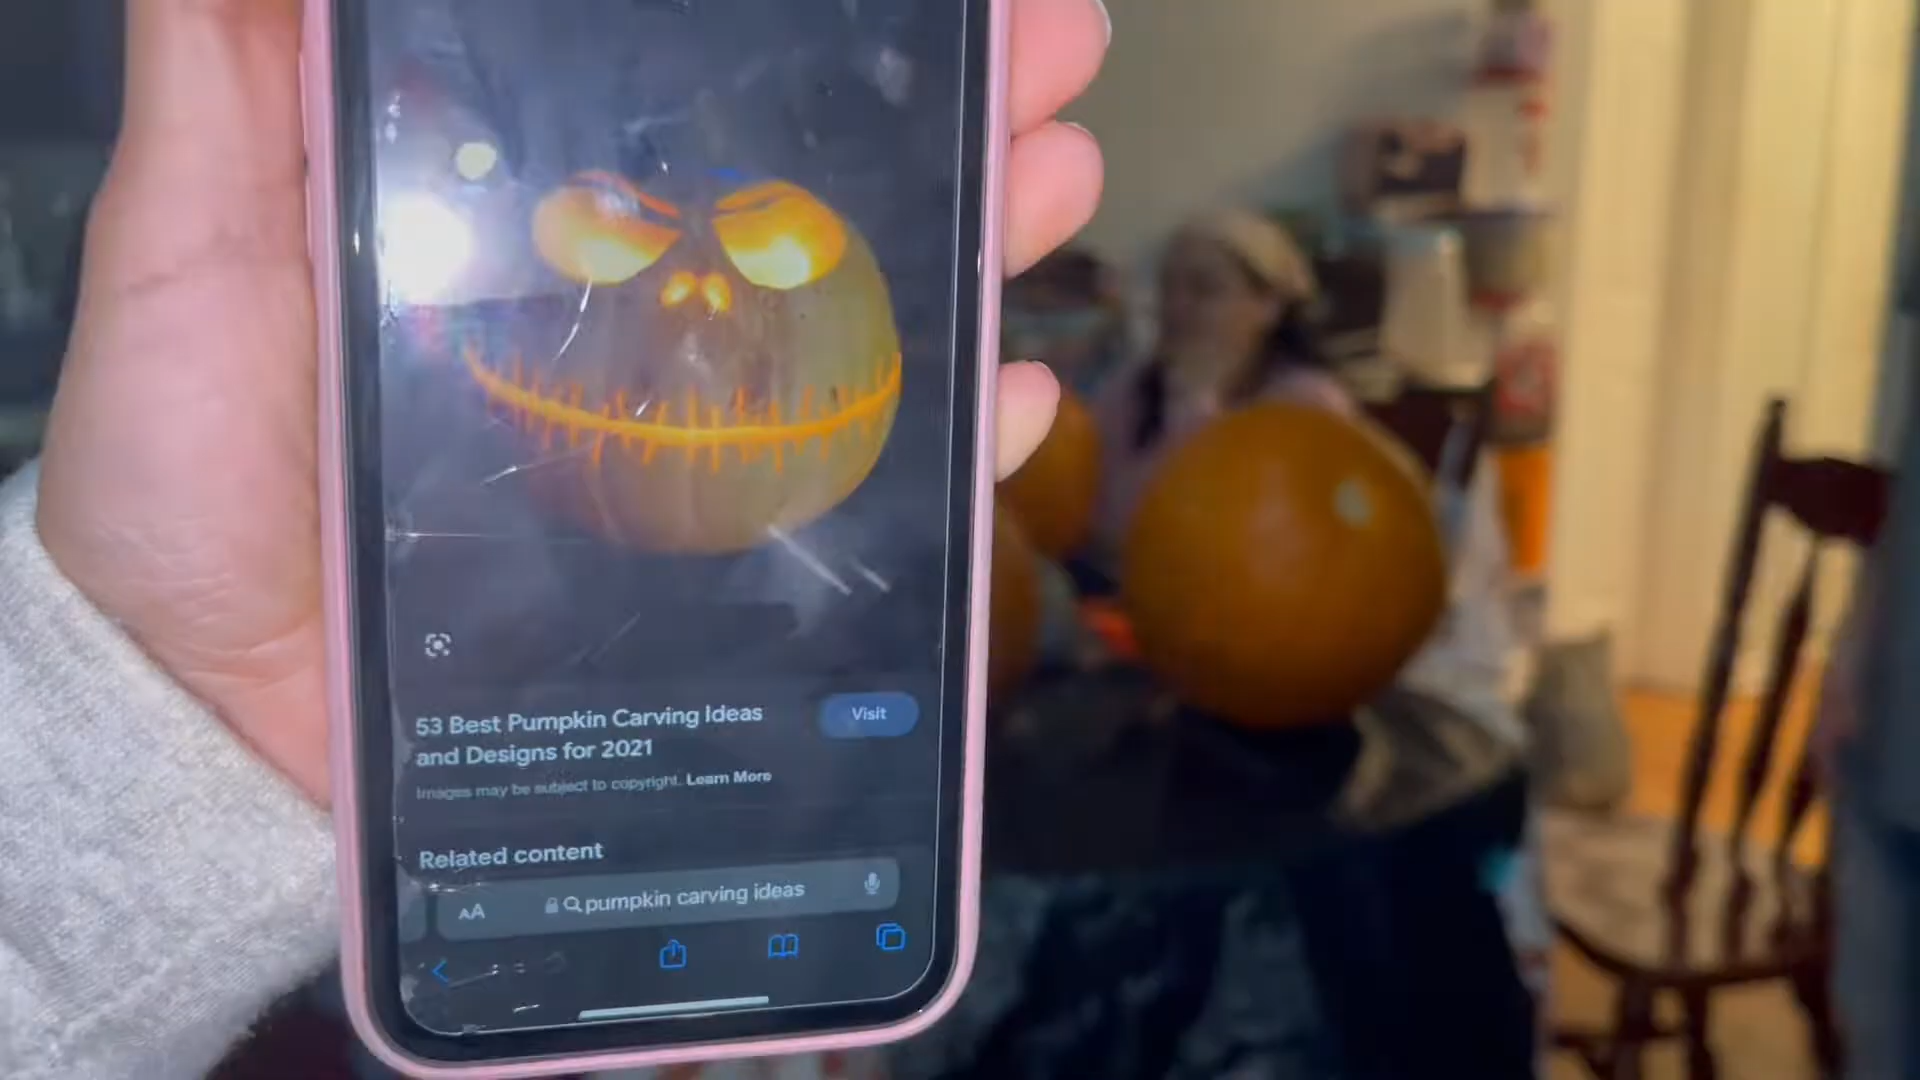 53 Best Pumpkin Carving Ideas
and Designs for 2021
Visit
Images may be subject to copyright. Learn More
Related content
AA
pumpkin carving ideas